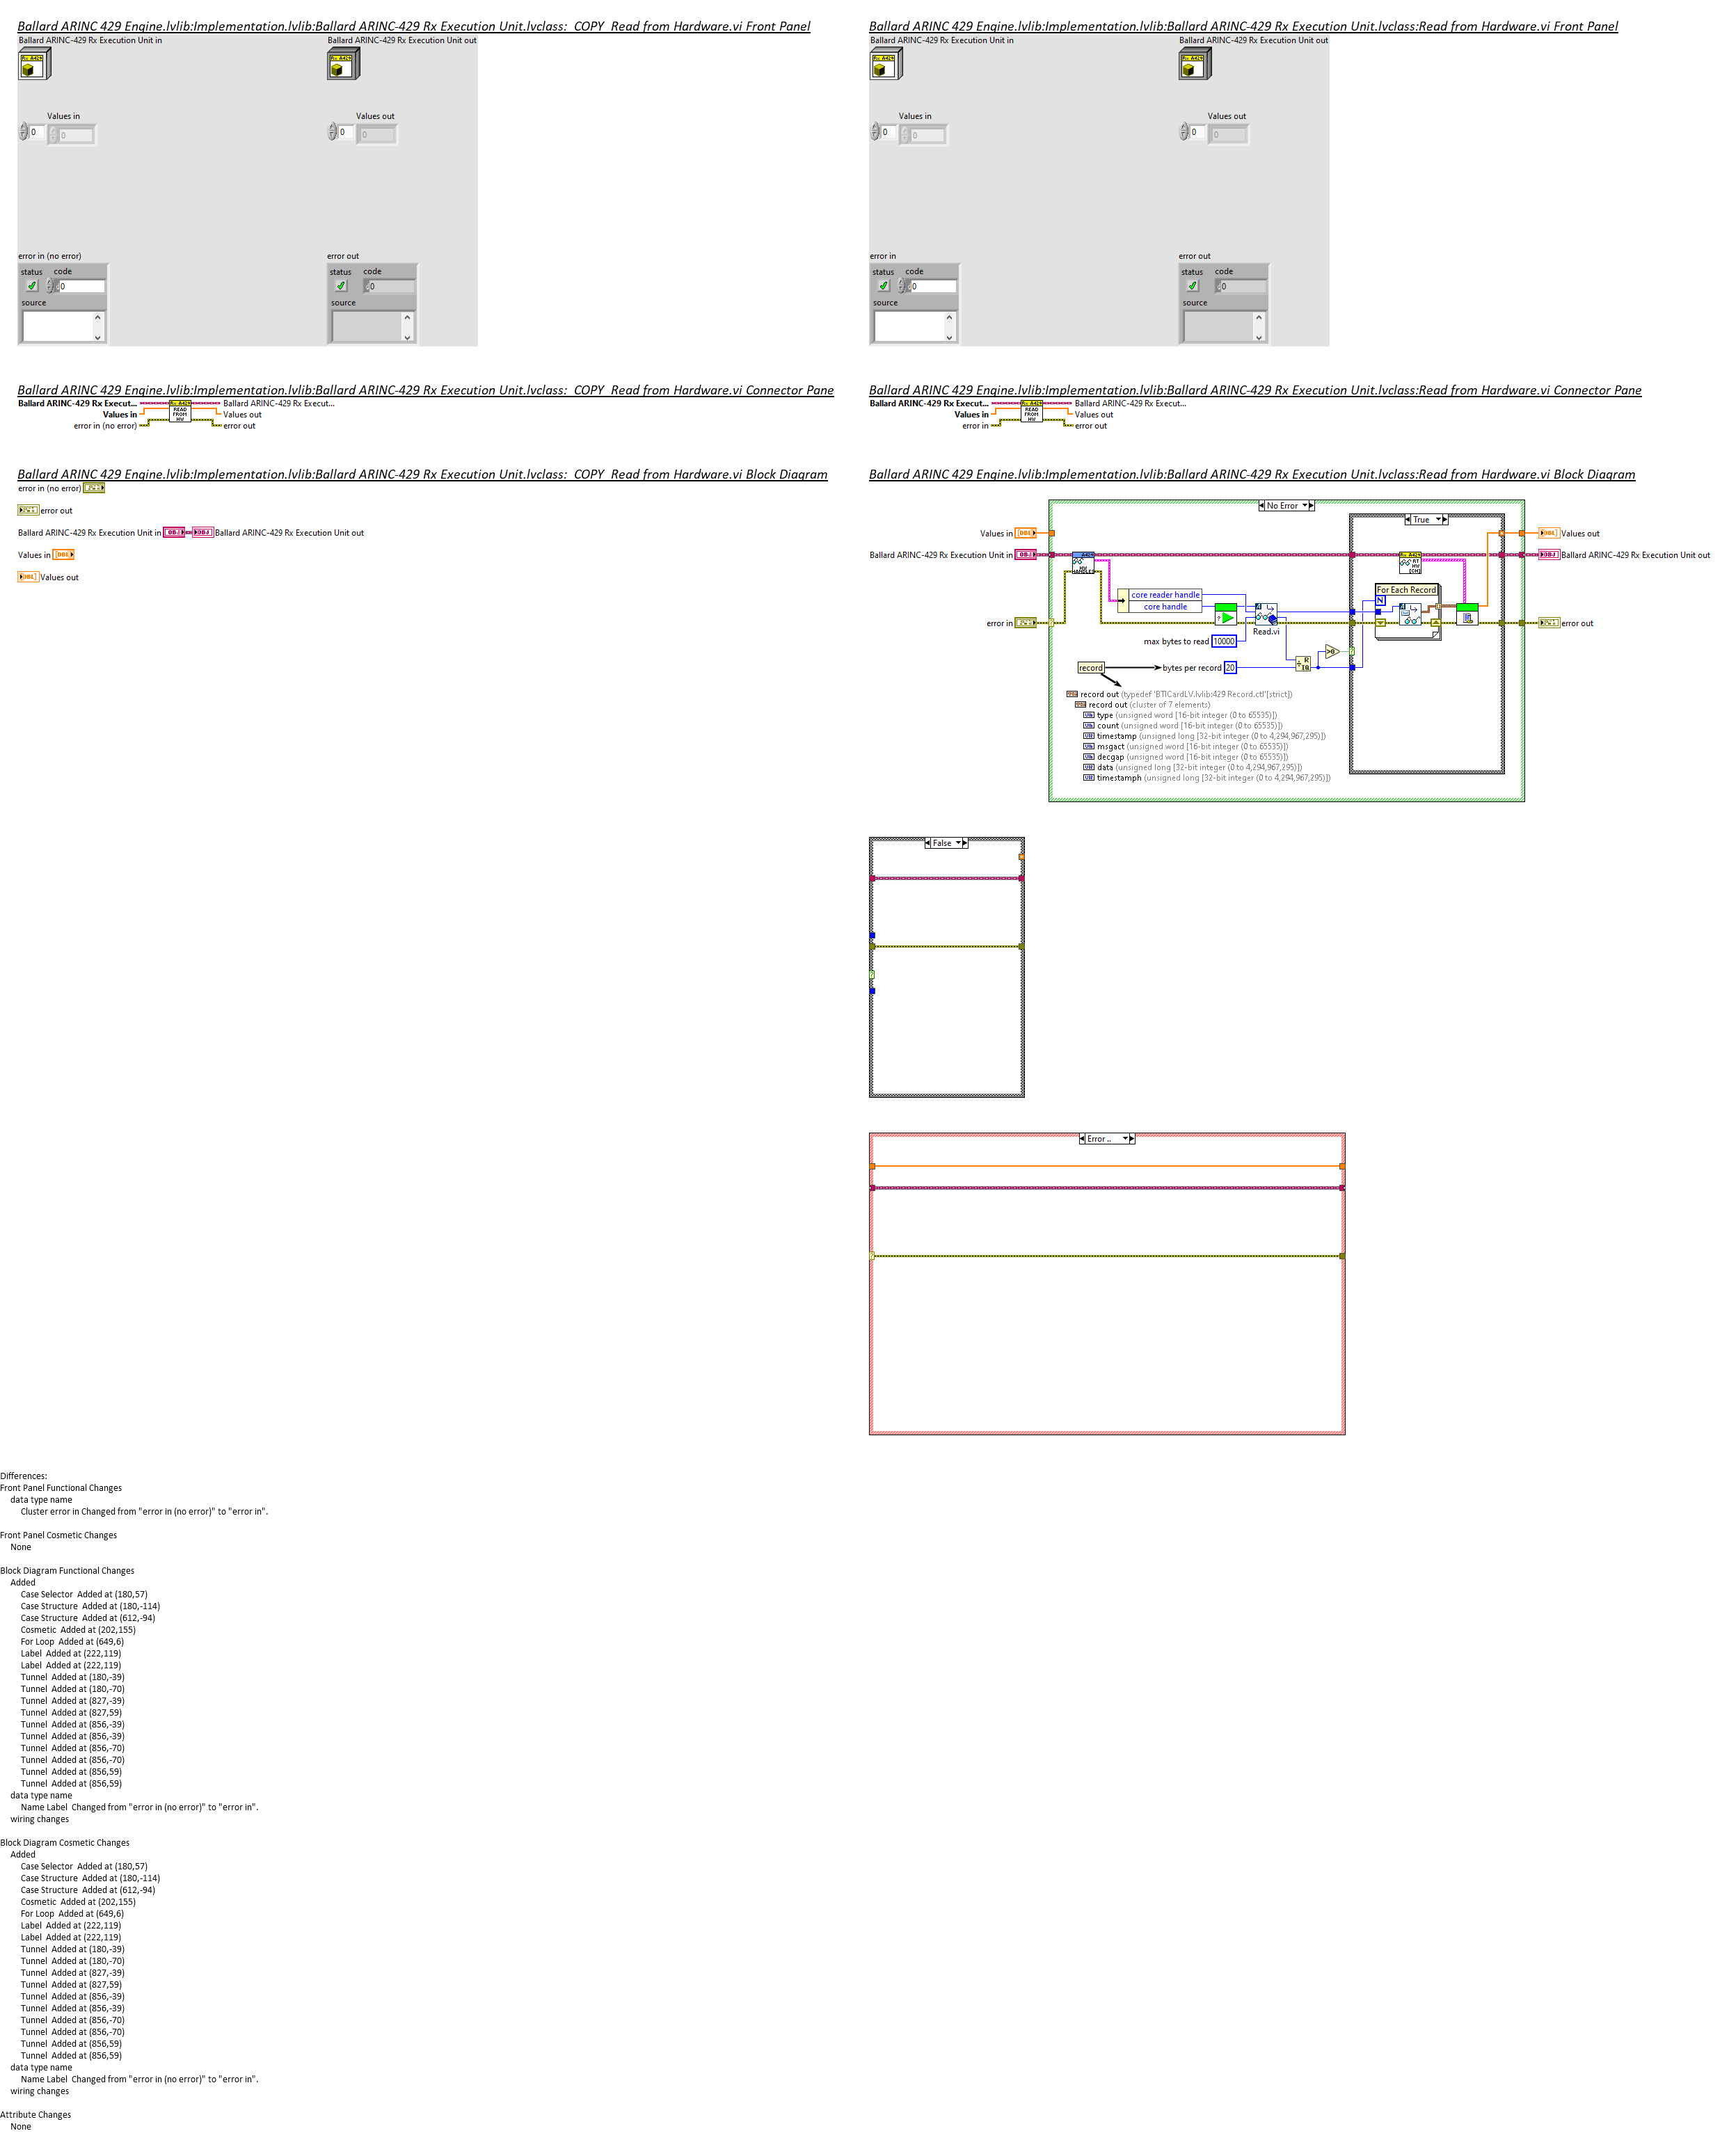 Ballard ARINC 429 Engine.lvlib:Implementation.lvlib:Ballard ARINC-429 Rx Execution Unit.lvclass:_COPY_Read from Hardware.vi Front Panel
Ballard ARINC-429 Rx Execution Unit in
Ballard ARINC-429 Rx Execution Unit out
Rx A429
Rx A429
Values in
Values out
0
0
0
0
error in (no error)
error out
status
code
status
code
0
0
source
source
Ballard ARINC 429 Engine.lvlib:Implementation.lvlib:Ballard ARINC-429 Rx Execution Unit.lvclass:_COPY_Read from Hardware.vi Connector Pane
Ballard ARINC-429 Rx Execut...
Ballard ARINC-429 Rx Execut...
Rx A429
READ
FROM
HW
Values in
Values out
error in (no error)
error out
Ballard ARINC 429 Engine.lvlib:Implementation.lvlib:Ballard ARINC-429 Rx Execution Unit.lvclass:_COPY_Read from Hardware.vi Block Diagram
error in (no error)
error out
Ballard ARINC-429 Rx Execution Unit in
OBJ
OBJ
Ballard ARINC-429 Rx Execution Unit out
Values in
[DBL]
[DBL]
Values out
Ballard ARINC 429 Engine.lvlib:Implementation.lvlib:Ballard ARINC-429 Rx Execution Unit.lvclass:Read from Hardware.vi Front Panel
Ballard ARINC-429 Rx Execution Unit in
Ballard ARINC-429 Rx Execution Unit out
Rx A429
Rx A429
Values in
Values out
0
0
0
0
error in
error out
status
code
status
code
0
0
source
source
Ballard ARINC 429 Engine.lvlib:Implementation.lvlib:Ballard ARINC-429 Rx Execution Unit.lvclass:Read from Hardware.vi Connector Pane
Ballard ARINC-429 Rx Execut...
Ballard ARINC-429 Rx Execut...
Rx A429
READ
FROM
HW
Values in
Values out
error in
error out
Ballard ARINC 429 Engine.lvlib:Implementation.lvlib:Ballard ARINC-429 Rx Execution Unit.lvclass:Read from Hardware.vi Block Diagram
No Error
True
Values in
[DBL]
[DBL]
Values out
Ballard ARINC-429 Rx Execution Unit in
OBJ
OBJ
Ballard ARINC-429 Rx Execution Unit out
For Each Record
N
core reader handle
core handle
error in
error out
Read.vi
max bytes to read
10000
record
bytes per record
20
R
IQ
>0
record out (typedef 'BTICardLV.lvlib:429 Record.ctl'[strict])
record out (cluster of 7 elements)
type (unsigned word [16-bit integer (0 to 65535)])
count (unsigned word [16-bit integer (0 to 65535)])
timestamp (unsigned long [32-bit integer (0 to 4,294,967,295)])
msgact (unsigned word [16-bit integer (0 to 65535)])
decgap (unsigned word [16-bit integer (0 to 65535)])
data (unsigned long [32-bit integer (0 to 4,294,967,295)])
timestamph (unsigned long [32-bit integer (0 to 4,294,967,295)])
False
Error ..
Differences:
Front Panel Functional Changes
data type name
Cluster error in Changed from "error in (no error)" to "error in".
Front Panel Cosmetic Changes
None
Block Diagram Functional Changes
Added
Case Selector  Added at (180,57)
Case Structure  Added at (180,-114)
Case Structure  Added at (612,-94)
Cosmetic  Added at (202,155)
For Loop  Added at (649,6)
Label  Added at (222,119)
Label  Added at (222,119)
Tunnel  Added at (180,-39)
Tunnel  Added at (180,-70)
Tunnel  Added at (827,-39)
Tunnel  Added at (827,59)
Tunnel  Added at (856,-39)
Tunnel  Added at (856,-39)
Tunnel  Added at (856,-70)
Tunnel  Added at (856,-70)
Tunnel  Added at (856,59)
Tunnel  Added at (856,59)
data type name
Name Label  Changed from "error in (no error)" to "error in".
wiring changes
Block Diagram Cosmetic Changes
Added
Case Selector  Added at (180,57)
Case Structure  Added at (180,-114)
Case Structure  Added at (612,-94)
Cosmetic  Added at (202,155)
For Loop  Added at (649,6)
Label  Added at (222,119)
Label  Added at (222,119)
Tunnel  Added at (180,-39)
Tunnel  Added at (180,-70)
Tunnel  Added at (827,-39)
Tunnel  Added at (827,59)
Tunnel  Added at (856,-39)
Tunnel  Added at (856,-39)
Tunnel  Added at (856,-70)
Tunnel  Added at (856,-70)
Tunnel  Added at (856,59)
Tunnel  Added at (856,59)
data type name
Name Label  Changed from "error in (no error)" to "error in".
wiring changes
Attribute Changes
None